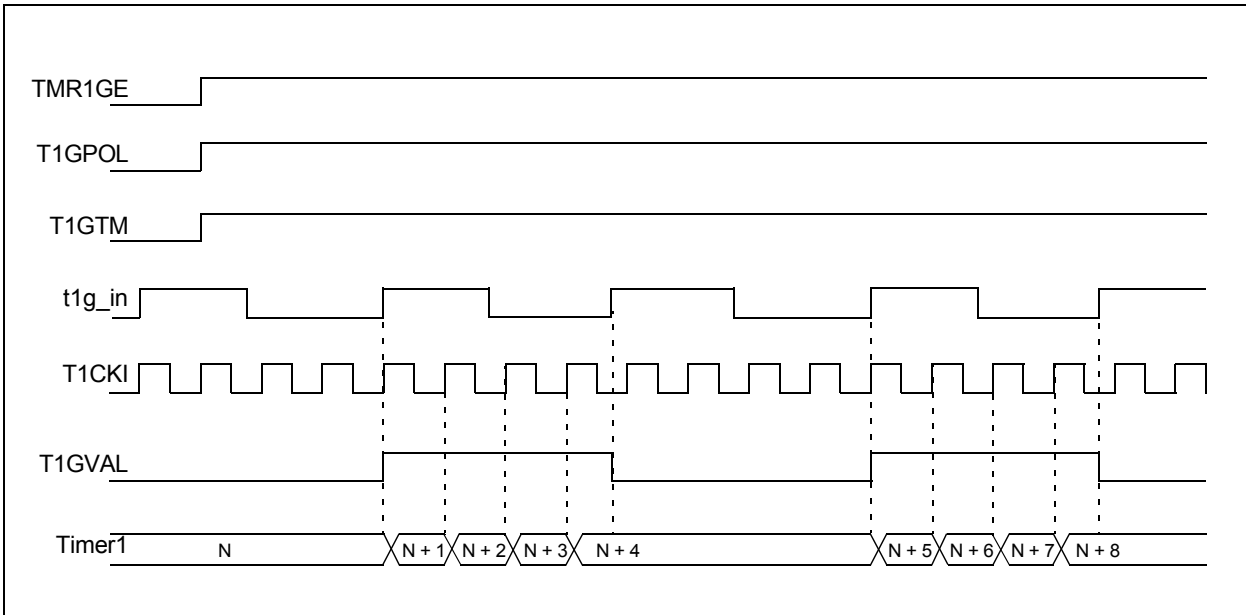 TMR1GE
T1GPOL
T1GTM
t1g_in
T1CKI
T1GVAL
Timer1 N N + 1 N + 2 N + 3 N + 4 N + 5 N + 6 N + 7 N + 8